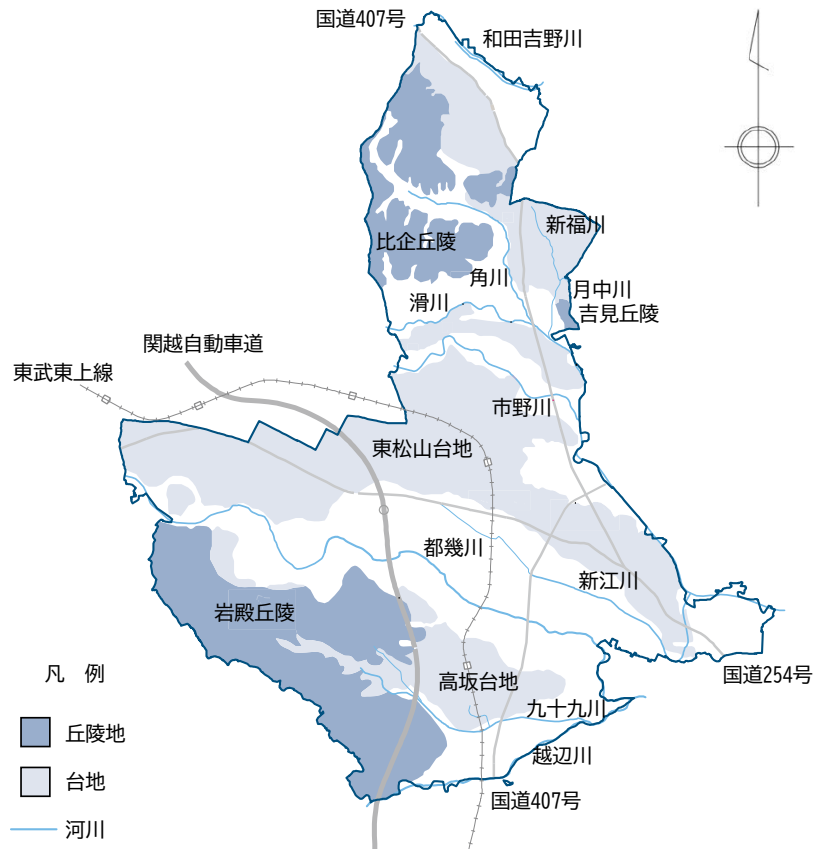 国道407号
和田吉野川
新福川
比企丘陵
角川
月中川
滑川
吉見丘陵
関越自動車道
東武東上線
市野川
東松山台地
都幾川
新江川
岩殿丘陵
国道254号
高坂台地
九十九川
越辺川
国道407号
凡 例
丘陵地
台地
河川